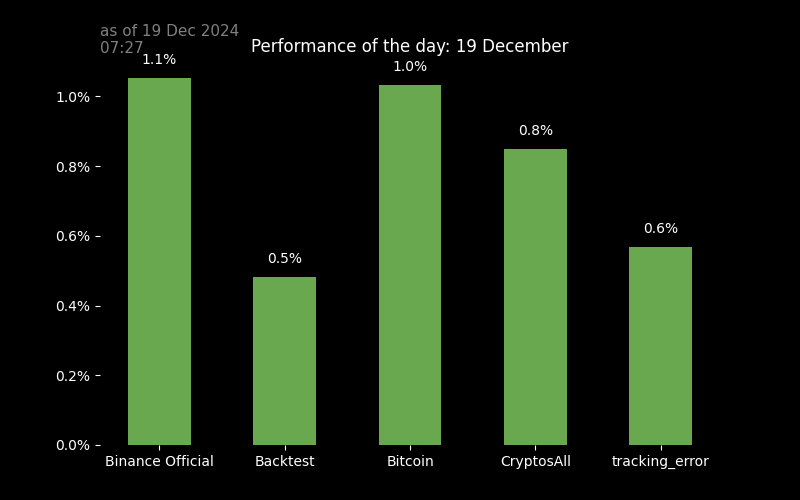 as of 19 Dec 2024
07:27
Performance of the day: 19 December
1.1%
1.0%
1.0%
0.8%
0.8%
0.6%
0.6%
0.5%
0.4%
0.2%
0.0%
Binance Official
Backtest
Bitcoin
CryptosAll
tracking_error